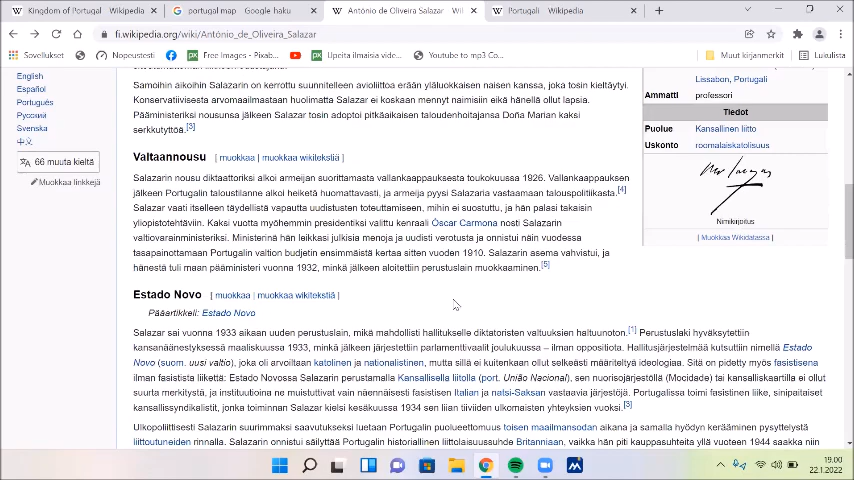 Kingdom of Portugal - Wikipedia
portugal map - Google haku
António de Oliveira Salazar - Wi
Portugali - Wikipedia
fi.wikipedia.org/wiki/António_de_Oliveira_Salazar
Sovellukset
Nopeustesti
Free Images - Pixab...
Upeita ilmaisia video...
Youtube to mp3 Co...
Muut kirjanmerkit
Lukulista
English
Español
Português
Русский
Svenska
中文
66 muuta kieltä
Muokkaa linkkejä
Samoihin aikoihin Salazarin on kerrottu suunnitelleen avioliittoa erään yläluokkaisen naisen kanssa, joka tosin kieltäytyi.
Konservatiivisesta arvomaailmastaan huolimatta Salazar ei koskaan mennyt naimisiin eikä hänellä ollut lapsia.
Pääministeriksi nousunsa jälkeen Salazar tosin adoptoi pitkäaikaisen taloudenhoitajansa Doña Marian kaksi
serkkutyttöä.[3]
Valtaannousu [ muokkaa | muokkaa wikitekstiä ]
Salazarin nousu diktaattoriksi alkoi armeijan suorittamasta vallankaappauksesta toukokuussa 1926. Vallankaappauksen
jälkeen Portugalin taloustilanne alkoi heiketä huomattavasti, ja armeija pyysi Salazaria vastaamaan talouspolitiikasta.[4]
Salazar vaati itselleen täydellistä vapautta uudistusten toteuttamiseen, mihin ei suostuttu, ja hän palasi takaisin
yliopistotehtäviin. Kaksi vuotta myöhemmin presidentiksi valittu kenraali Óscar Carmona nosti Salazarin
valtiovarainministeriksi. Ministerinä hän leikkasi julkisia menoja ja uudisti verotusta ja onnistui näin vuodessa
tasapainottamaan Portugalin valtion budjetin ensimmäistä kertaa sitten vuoden 1910. Salazarin asema vahvistui, ja
hänestä tuli maan pääministeri vuonna 1932, minkä jälkeen aloitettiin perustuslain muokkaaminen.[5]
Estado Novo [ muokkaa | muokkaa wikitekstiä ]
Pääartikkeli: Estado Novo
Salazar sai vuonna 1933 aikaan uuden perustuslain, mikä mahdollisti hallitukselle diktatoristen valtuuksien haltuunoton.[1] Perustuslaki hyväksytettiin
kansanäänestyksessä maaliskuussa 1933, minkä jälkeen järjestettiin parlamenttivaalit joulukuussa – ilman oppositiota. Hallitusjärjestelmää kutsuttiin nimellä Estado
Novo (suom. uusi valtio), joka oli arvoiltaan katolinen ja nationalistinen, mutta sillä ei kuitenkaan ollut selkeästi määriteltyä ideologiaa. Sitä on pidetty myös fasistisena
ilman fasistista liikettä: Estado Novossa Salazarin perustamalla Kansallisella liitolla (port. União Nacional), sen nuorisojärjestöllä (Mocidade) tai kansallismiliitilla ei ollut
suurta merkitystä, ja instituutioina ne muistuttivat vain näennäisesti fasistisen Italian ja natsi-Saksan vastaavia järjestöjä. Portugalissa toimi fasistinen liike, sinipaitaiset
kansallissyndikalistit, jonka toiminnan Salazar kielsi kesäkuussa 1934 sen liian tiiviiden ulkomaisten yhteyksien vuoksi.[3]
Ulkopoliittisesti Salazarin suurimmaksi saavutukseksi luetaan Portugalin puolueettomuus toisen maailmansodan aikana ja samalla hyödyn kerääminen pysyttelystä
liittoutuneiden rinnalla. Salazarin onnistui säilyttää Portugalin historiallinen liittolaisuussuhde Britanniaan, vaikka hän piti kauppasuhteita yllä vuoteen 1944 saakka niin
Lissabon, Portugali
Ammatti professori
Tiedot
Puolue Kansallinen liitto
Uskonto roomalaiskatolisuus
Nimikirjoitus
[ Muokkaa Wikidatassa ]
19.00
22.1.2022